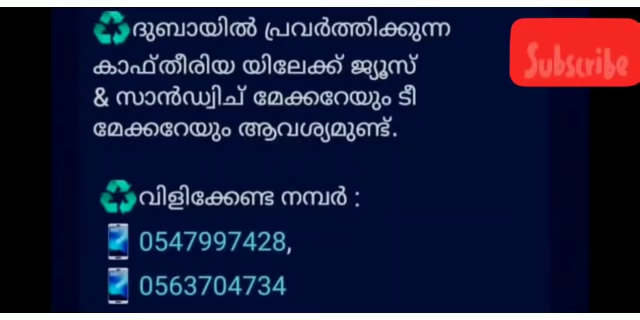 ♻️ദുബായിൽ പ്രവർത്തിക്കുന്ന
കാഫ്തീരിയ യിലേക്ക് ജ്യൂസ്
& സാൻഡ്വിച് മേക്കറേയും ടീ
മേക്കറേയും ആവശ്യമുണ്ട്.
Subscribe
♻️വിളിക്കേണ്ട നമ്പർ :
📱0547997428,
📱0563704734